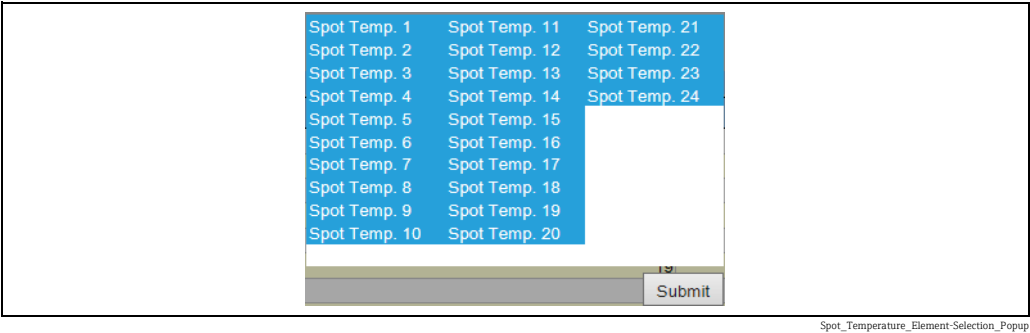 Spot Temp. 1
Spot Temp. 2
Spot Temp. 3
Spot Temp. 4
Spot Temp. 5
Spot Temp. 6
Spot Temp. 7
Spot Temp. 8
Spot Temp. 9
Spot Temp. 10
Spot Temp. 11
Spot Temp. 12
Spot Temp. 13
Spot Temp. 14
Spot Temp. 15
Spot Temp. 16
Spot Temp. 17
Spot Temp. 18
Spot Temp. 19
Spot Temp. 20
Spot Temp. 21
Spot Temp. 22
Spot Temp. 23
Spot Temp. 24
19
Submit
Spot_Temperature_Element-Selection_Popup